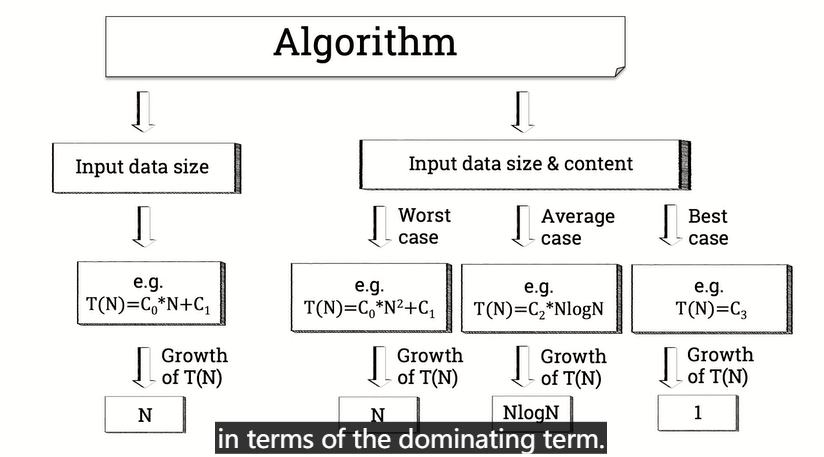 Algorithm
Input data size
Input data size & content
Worst case
Average case
Best case
e.g.
T(N)=C₀*N+C₁
e.g.
T(N)=C₀*N²+C₁
e.g.
T(N)=C₂*NlogN
e.g.
T(N)=C₃
Growth of T(N)
Growth of T(N)
Growth of T(N)
Growth of T(N)
N
N
NlogN
1
in terms of the dominating term.